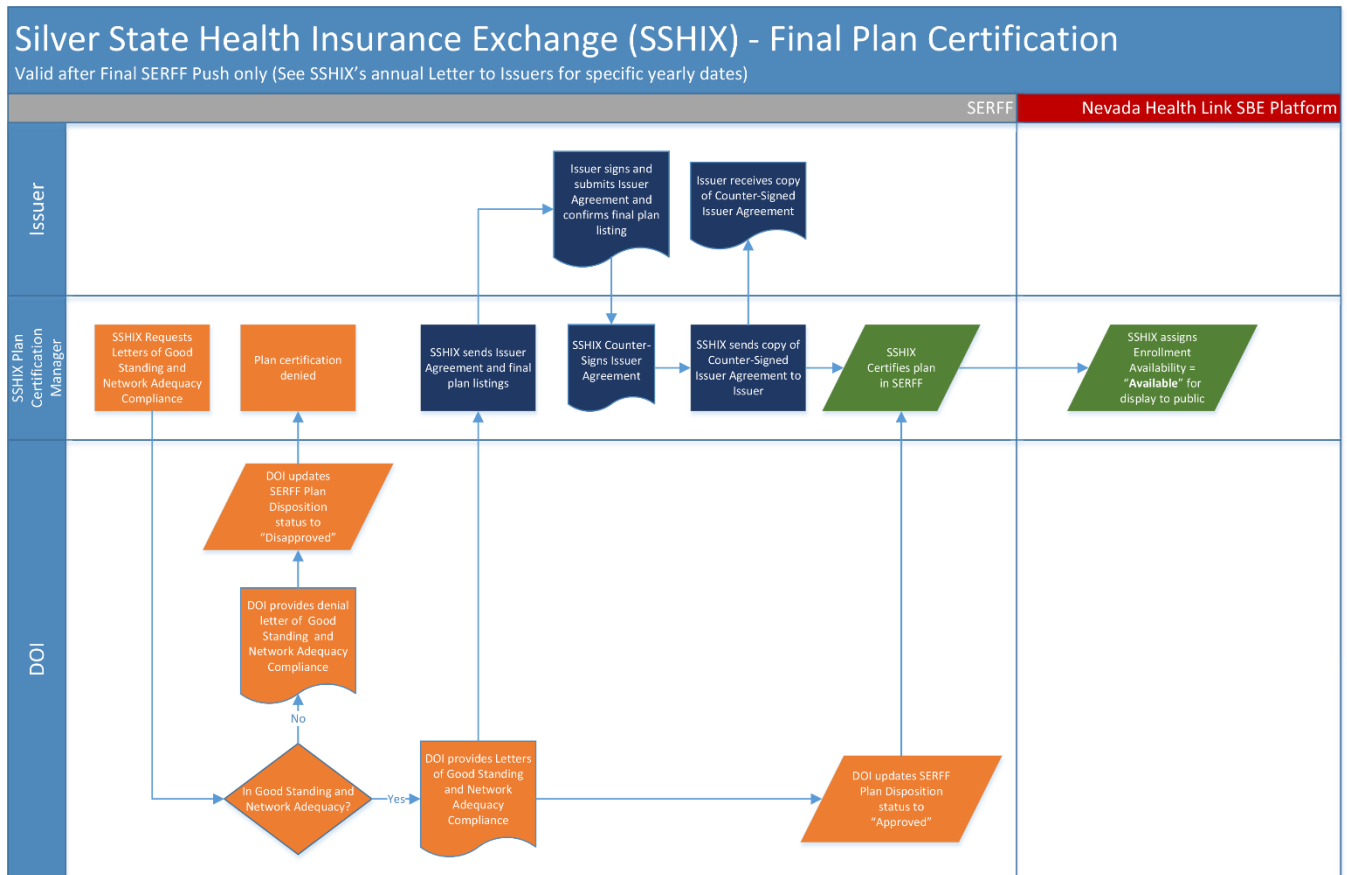 Silver State Health Insurance Exchange (SSHIX) - Final Plan Certification
Valid after Final SERFF Push only (See SSHIX's annual Letter to Issuers for specific yearly dates)
SERFF
Nevada Health Link SBE Platform
Issuer
Issuer signs and
submits Issuer
Agreement and
confirms final plan
listing
Issuer receives copy
of Counter-Signed
Issuer Agreement
SSHIX Plan
Certification
Manager
SSHIX Requests
Letters of Good
Standing and
Network Adequacy
Compliance
Plan certification
denied
SSHIX sends Issuer
Agreement and final
plan listings
SSHIX Counter-
Signs Issuer
Agreement
SSHIX sends copy of
Counter-Signed
Issuer Agreement to
Issuer
SSHIX
Certifies plan
in SERFF
SSHIX assigns
Enrollment
Availability =
“Available” for
display to public
DOI
DOI updates
SERFF Plan
Disposition
status to
“Disapproved”
DOI provides denial
letter of Good
Standing and
Network Adequacy
Compliance
No
In Good Standing and
Network Adequacy?
Yes
DOI provides Letters
of Good Standing
and Network
Adequacy
Compliance
DOI updates SERFF
Plan Disposition
status to
“Approved”